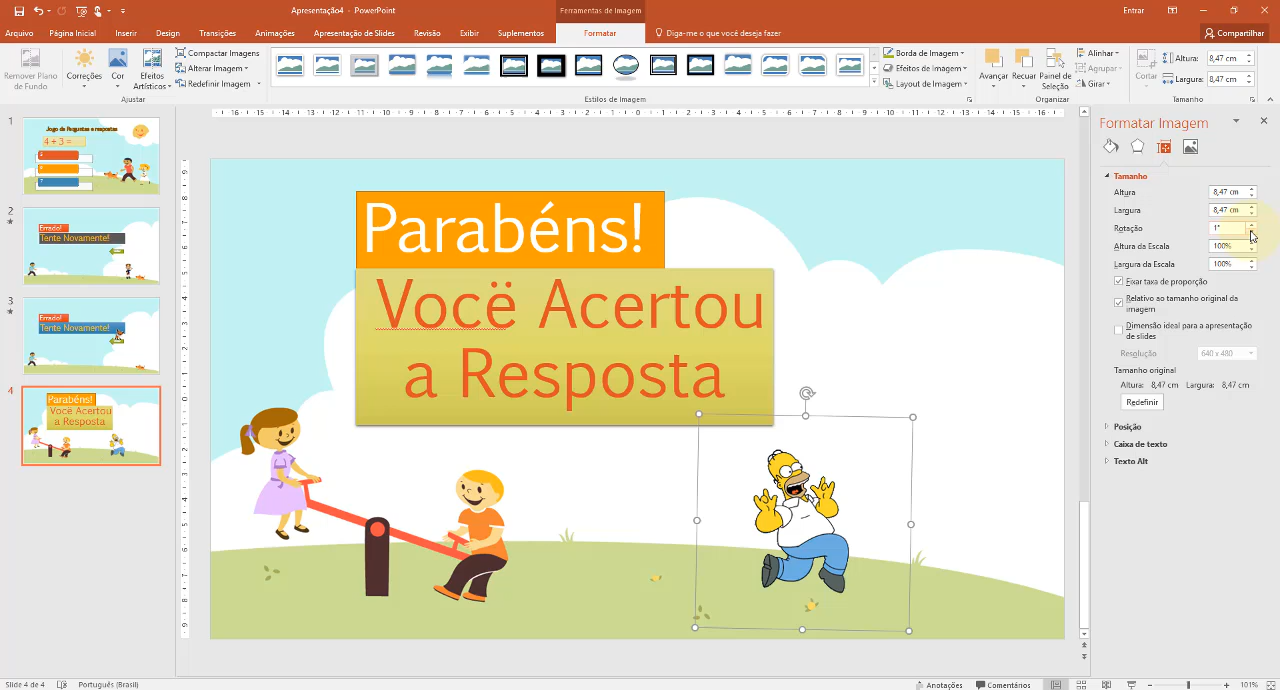 Apresentação4 - PowerPoint
Ferramentas de Imagem
Entrar
Arquivo
Página Inicial
Inserir
Design
Transições
Animações
Apresentação de Slides
Revisão
Exibir
Suplementos
Formatar
Diga-me o que você deseja fazer
Compartilhar
Remover Plano
de Fundo
Correções
Cor
Efeitos
Artísticos
Compactar Imagens
Alterar Imagem
Redefinir Imagem
Ajustar
Estilos de Imagem
Borda de Imagem
Efeitos de Imagem
Layout de Imagem
Avançar
Recuar
Painel de
Seleção
Alinhar
Agrupar
Girar
Organizar
Cortar
Altura: 8,47 cm
Largura: 8,47 cm
Tamanho
1
Jogo de Perguntas e respostas
4 + 3 =
2
Errado!
Tente Novamente!
3
Errado!
Tente Novamente!
4
Parabéns!
Vocë Acertou
a Resposta
Parabéns!
Vocë Acertou
a Resposta
Formatar Imagem
Tamanho
Altura 8,47 cm
Largura 8,47 cm
Rotação 1°
Altura da Escala 100%
Largura da Escala 100%
Fixar taxa de proporção
Relativo ao tamanho original da
imagem
Dimensão ideal para a apresentação
de slides
Resolução 640 x 480
Tamanho original
Altura: 8,47 cm Largura: 8,47 cm
Redefinir
Posição
Caixa de texto
Texto Alt
Slide 4 de 4
Português (Brasil)
Anotações
Comentários
101%